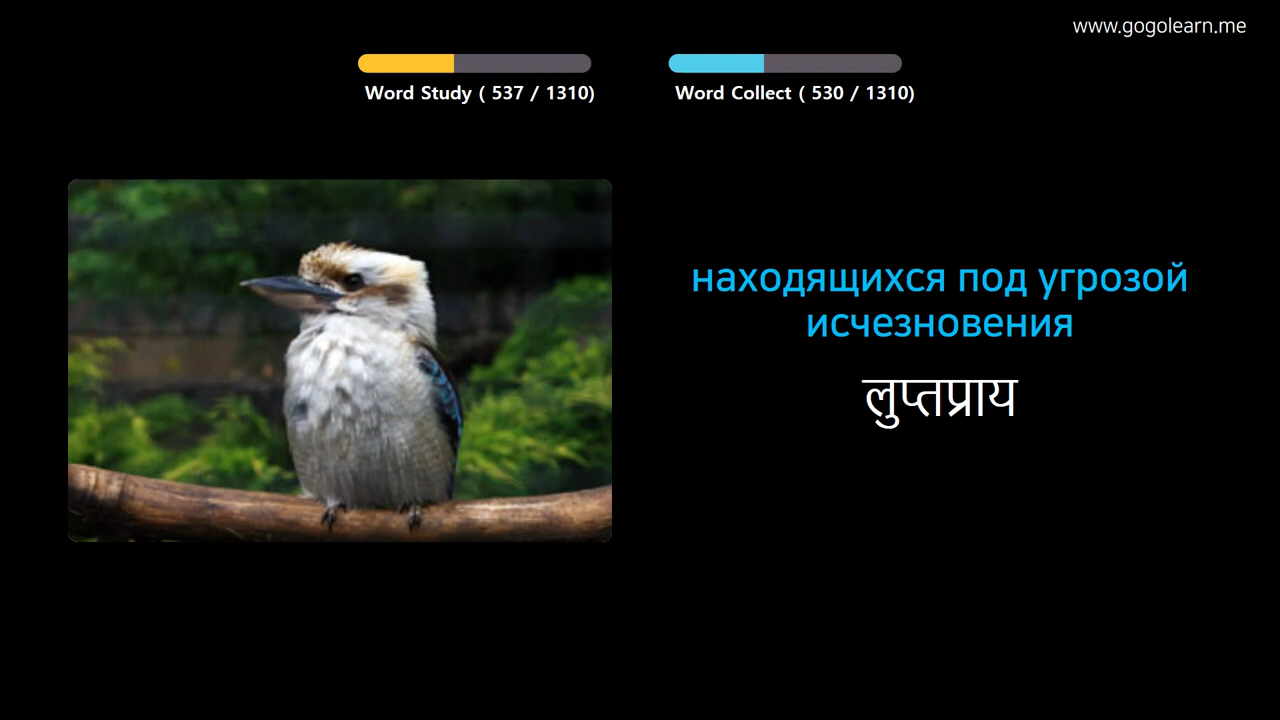 www.gogolearn.me
Word Study ( 537 / 1310)
Word Collect ( 530 / 1310)
находящихся под угрозой
исчезновения
लुप्तप्राय